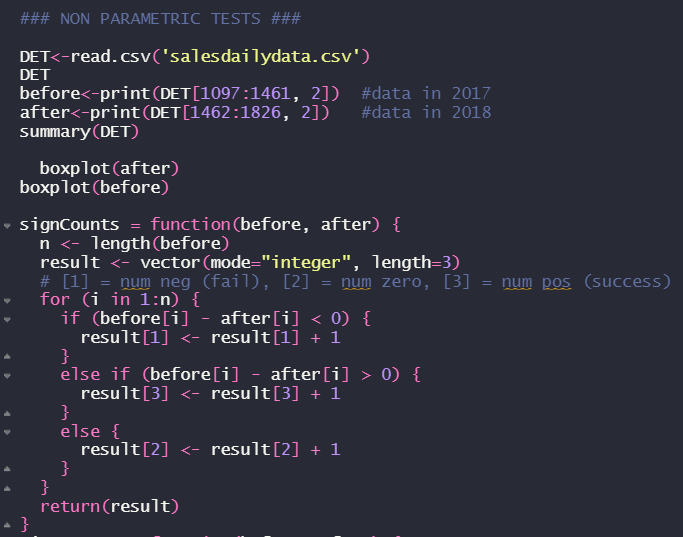 ### NON PARAMETRIC TESTS ###
DET<-read.csv('salesdailydata.csv')
DET
before<-print(DET[1097:1461, 2])  #data in 2017
after<-print(DET[1462:1826, 2])   #data in 2018
summary(DET)
  boxplot(after)
boxplot(before)
signCounts = function(before, after) {
  n <- length(before)
  result <- vector(mode="integer", length=3)
  # [1] = num neg (fail), [2] = num zero, [3] = num pos (success)
  for (i in 1:n) {
    if (before[i] - after[i] < 0) {
      result[1] <- result[1] + 1
    }
    else if (before[i] - after[i] > 0) {
      result[3] <- result[3] + 1
    }
    else {
      result[2] <- result[2] + 1
    }
  }
  return(result)
}